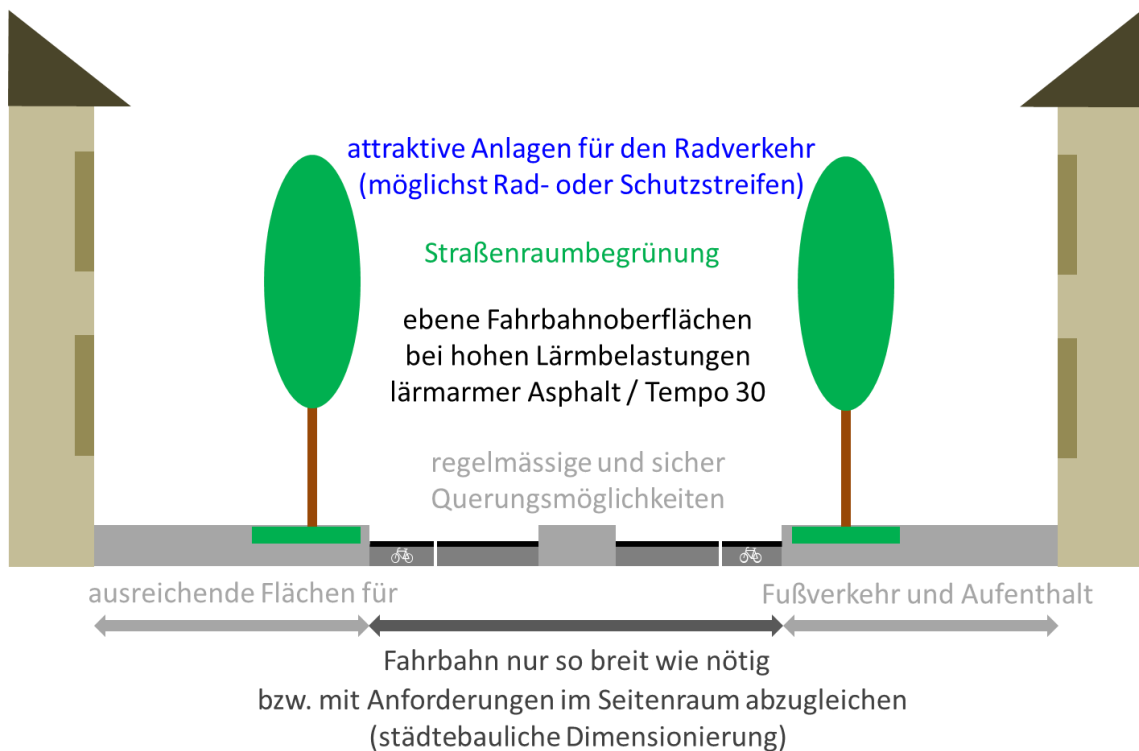 attraktive Anlagen für den Radverkehr
(möglichst Rad- oder Schutzstreifen)
Straßenraumbegrünung
ebene Fahrbahnoberflächen
bei hohen Lärmbelastungen
lärmarmer Asphalt / Tempo 30
regelmässige und sicher
Querungsmöglichkeiten
ausreichende Flächen für
Fußverkehr und Aufenthalt
Fahrbahn nur so breit wie nötig
bzw. mit Anforderungen im Seitenraum abzugleichen
(städtebauliche Dimensionierung)